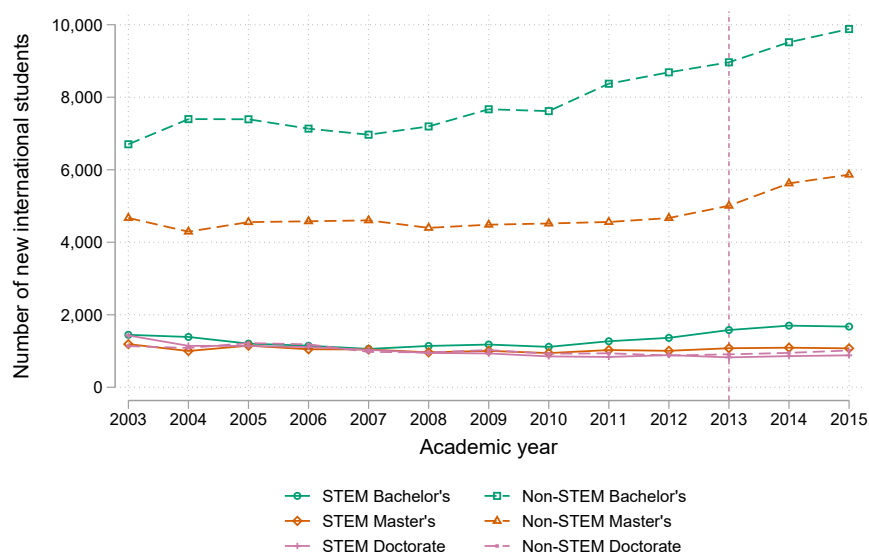 Number of new international students
10,000
8,000
6,000
4,000
2,000
0
2003 2004 2005 2006 2007 2008 2009 2010 2011 2012 2013 2014 2015
Academic year
STEM Bachelor's Non-STEM Bachelor's
STEM Master's Non-STEM Master's
STEM Doctorate Non-STEM Doctorate